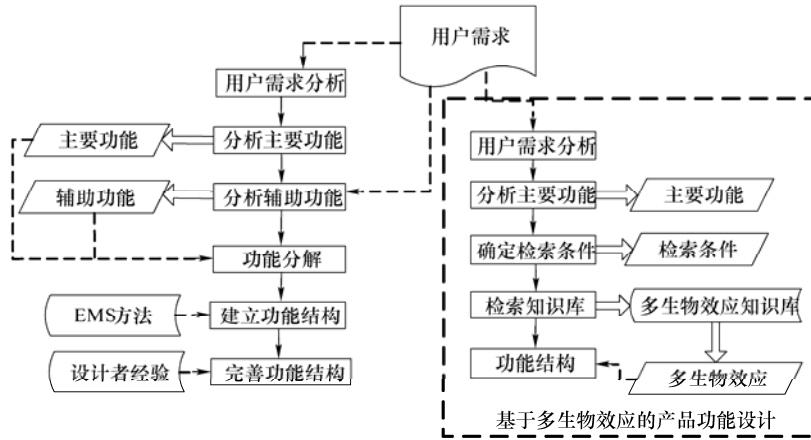 用户需求
用户需求分析
主要功能
分析主要功能
辅助功能
分析辅助功能
功能分解
EMS方法
建立功能结构
设计者经验
完善功能结构
用户需求分析
分析主要功能
主要功能
确定检索条件
检索条件
检索知识库
多生物效应知识库
功能结构
多生物效应
基于多生物效应的产品功能设计